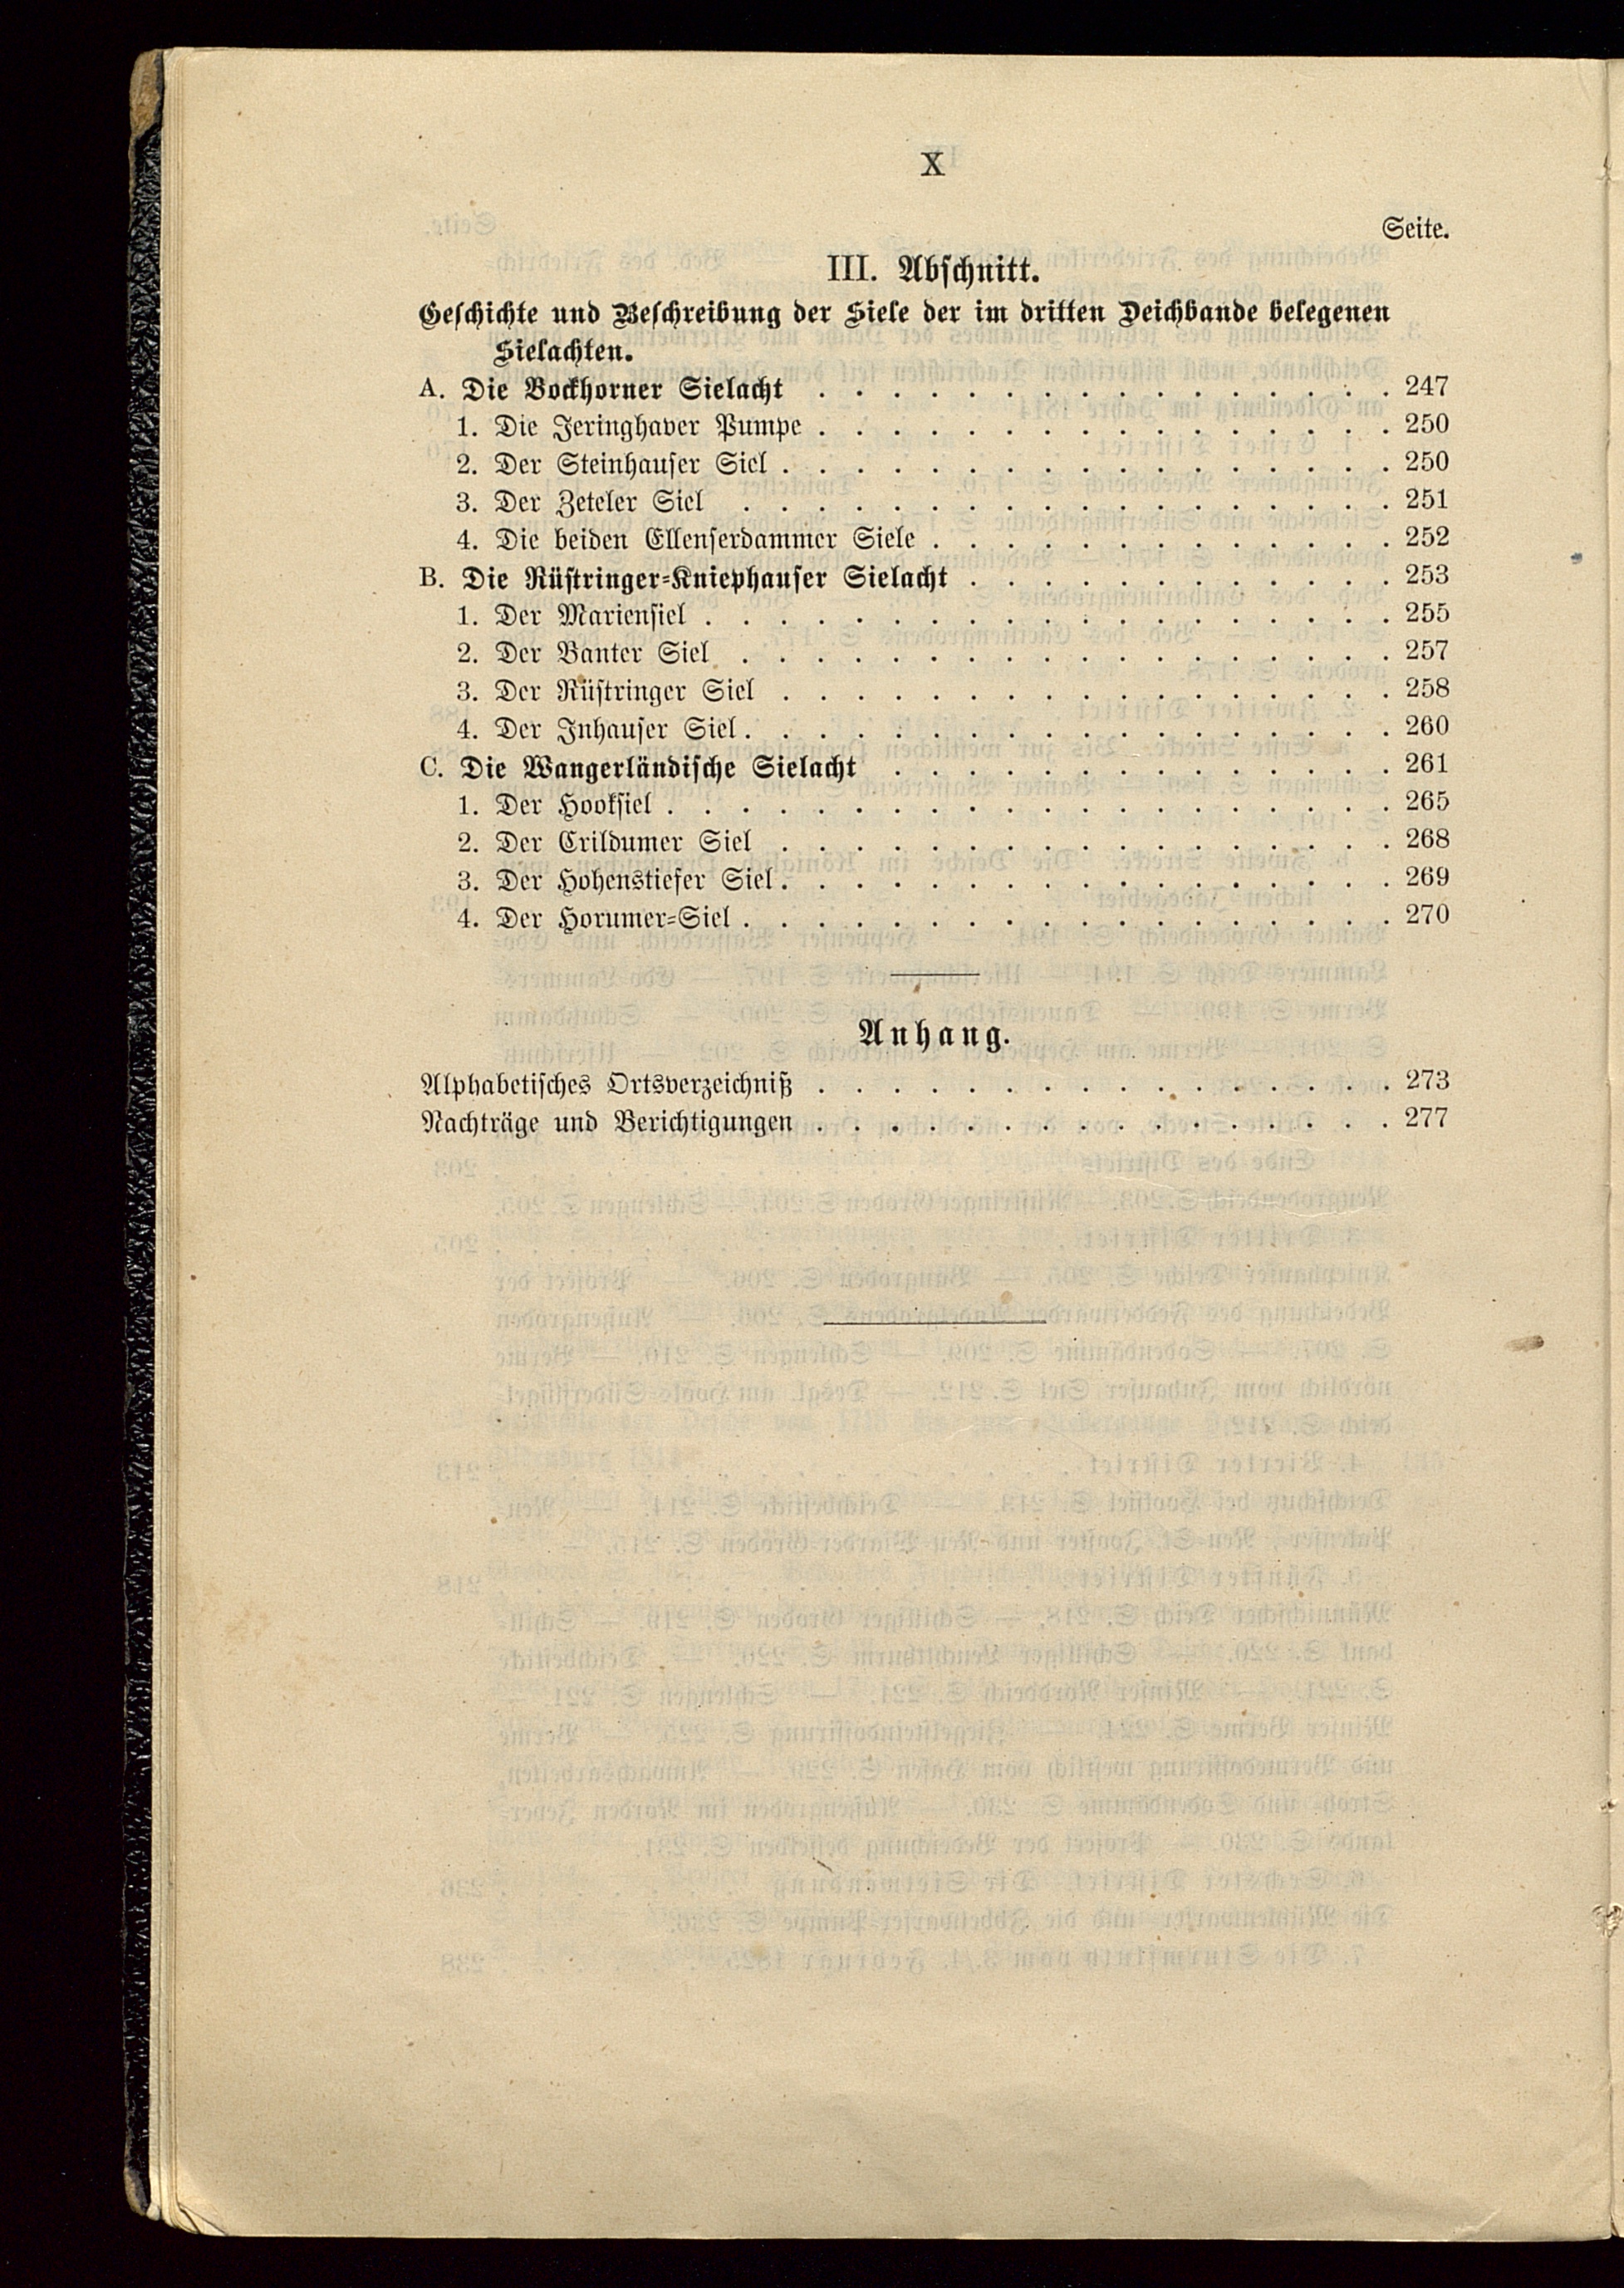 X
Seite.
III. Abschnitt.
Geschichte und Beschreibung der Siele der im dritten Deichbande belegenen
Sielachten.
A. Die Bockhorner Sielacht . . . . . . . . . . . . . . . . 247
1. Die Jeringhaver Pumpe . . . . . . . . . . . . . . . . 250
2. Der Steinhauser Siel . . . . . . . . . . . . . . . . . 250
3. Der Zeteler Siel . . . . . . . . . . . . . . . . . . 251
4. Die beiden Ellenserdammer Siele . . . . . . . . . . . . . 252
B. Die Rüstringer-Kniephauser Sielacht . . . . . . . . . . . . 253
1. Der Mariensiel . . . . . . . . . . . . . . . . . . . 255
2. Der Banter Siel . . . . . . . . . . . . . . . . . . 257
3. Der Rüstringer Siel . . . . . . . . . . . . . . . . . 258
4. Der Inhauser Siel . . . . . . . . . . . . . . . . . . 260
C. Die Wangerländische Sielacht . . . . . . . . . . . . . . 261
1. Der Hooksiel . . . . . . . . . . . . . . . . . . . . 265
2. Der Crildumer Siel . . . . . . . . . . . . . . . . . 268
3. Der Hohenstiefer Siel . . . . . . . . . . . . . . . . . 269
4. Der Horumer-Siel . . . . . . . . . . . . . . . . . . 270
Anhang.
Alphabetisches Ortsverzeichniß . . . . . . . . . . . . . . . . 273
Nachträge und Berichtigungen . . . . . . . . . . . . . . . . 277